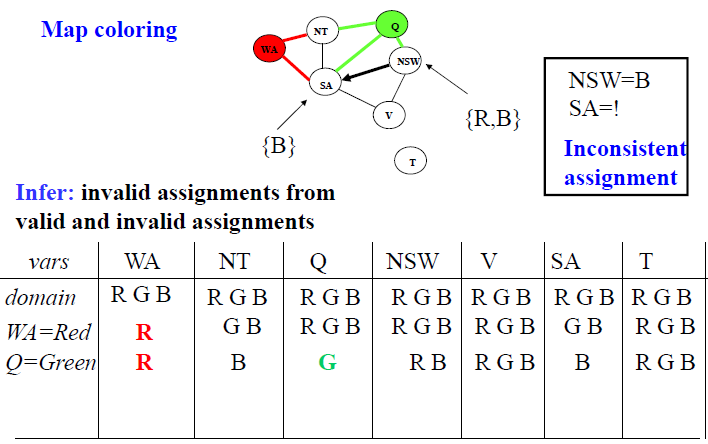 Map coloring
NT
Q
WA
NSW
SA
V
T
{B}
{R,B}
NSW=B
SA=!
Inconsistent
assignment
Infer: invalid assignments from
valid and invalid assignments
vars WA NT Q NSW V SA T
domain R G B R G B R G B R G B R G B R G B R G B
WA=Red R G B R G B R G B R G B G B R G B
Q=Green R B G R B R G B B R G B